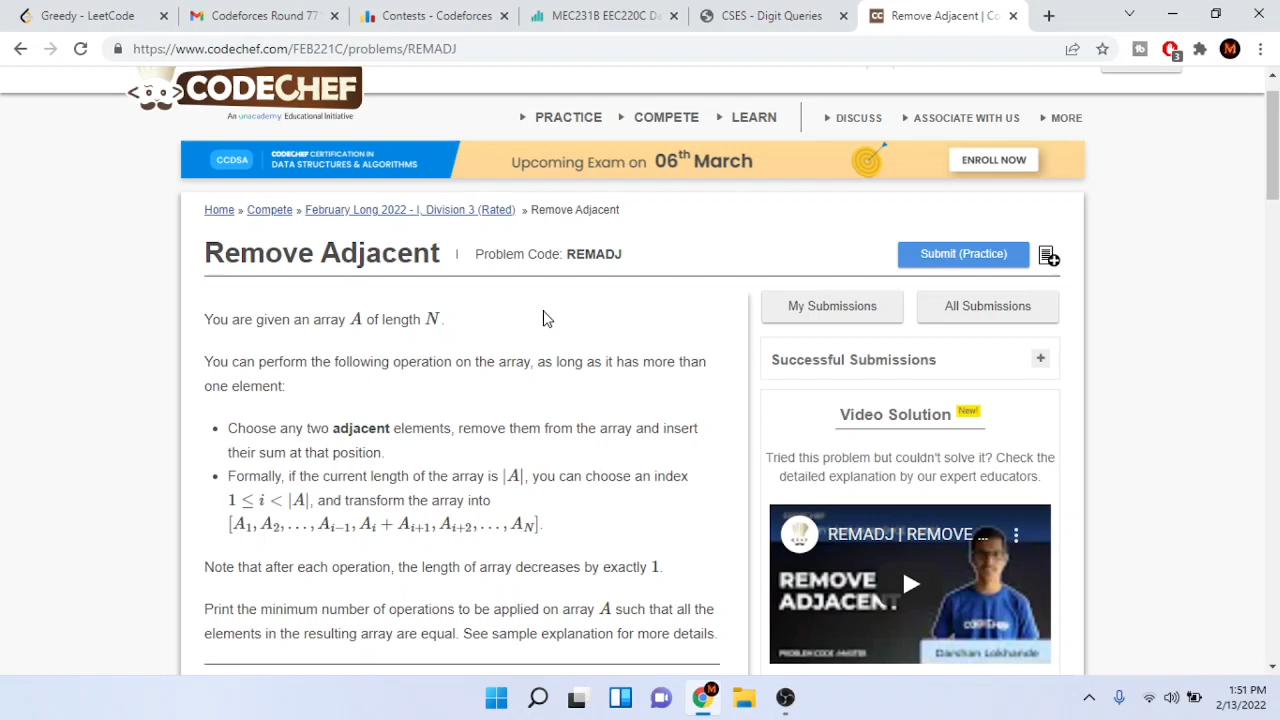 Greedy - LeetCode
Codeforces Round 77
Contests - Codeforces
MEC231B EEC220C Da
CSES - Digit Queries
Remove Adjacent | Co
https://www.codechef.com/FEB221C/problems/REMADJ
M
3
CODECHEF
An unacademy Educational Initiative
PRACTICE
COMPETE
LEARN
DISCUSS
ASSOCIATE WITH US
MORE
CCDSA
CODECHEF CERTIFICATION IN
DATA STRUCTURES & ALGORITHMS
Upcoming Exam on 06th March
ENROLL NOW
Home » Compete » February Long 2022 - I, Division 3 (Rated) » Remove Adjacent
Remove Adjacent | Problem Code: REMADJ
Submit (Practice)
You are given an array A of length N.
You can perform the following operation on the array, as long as it has more than
one element:
• Choose any two adjacent elements, remove them from the array and insert
their sum at that position.
• Formally, if the current length of the array is |A|, you can choose an index
1 ≤ i < |A|, and transform the array into
[A1, A2, . . . , Ai−1, Ai + Ai+1, Ai+2, . . . , AN].
Note that after each operation, the length of array decreases by exactly 1.
Print the minimum number of operations to be applied on array A such that all the
elements in the resulting array are equal. See sample explanation for more details.
My Submissions
All Submissions
Successful Submissions
+
Video Solution New!
Tried this problem but couldn't solve it? Check the
detailed explanation by our expert educators.
REMADJ | REMOVE ...
REMOVE
ADJACENT
CODECHEF
Darshan Lokhande
M
1:51 PM
2/13/2022